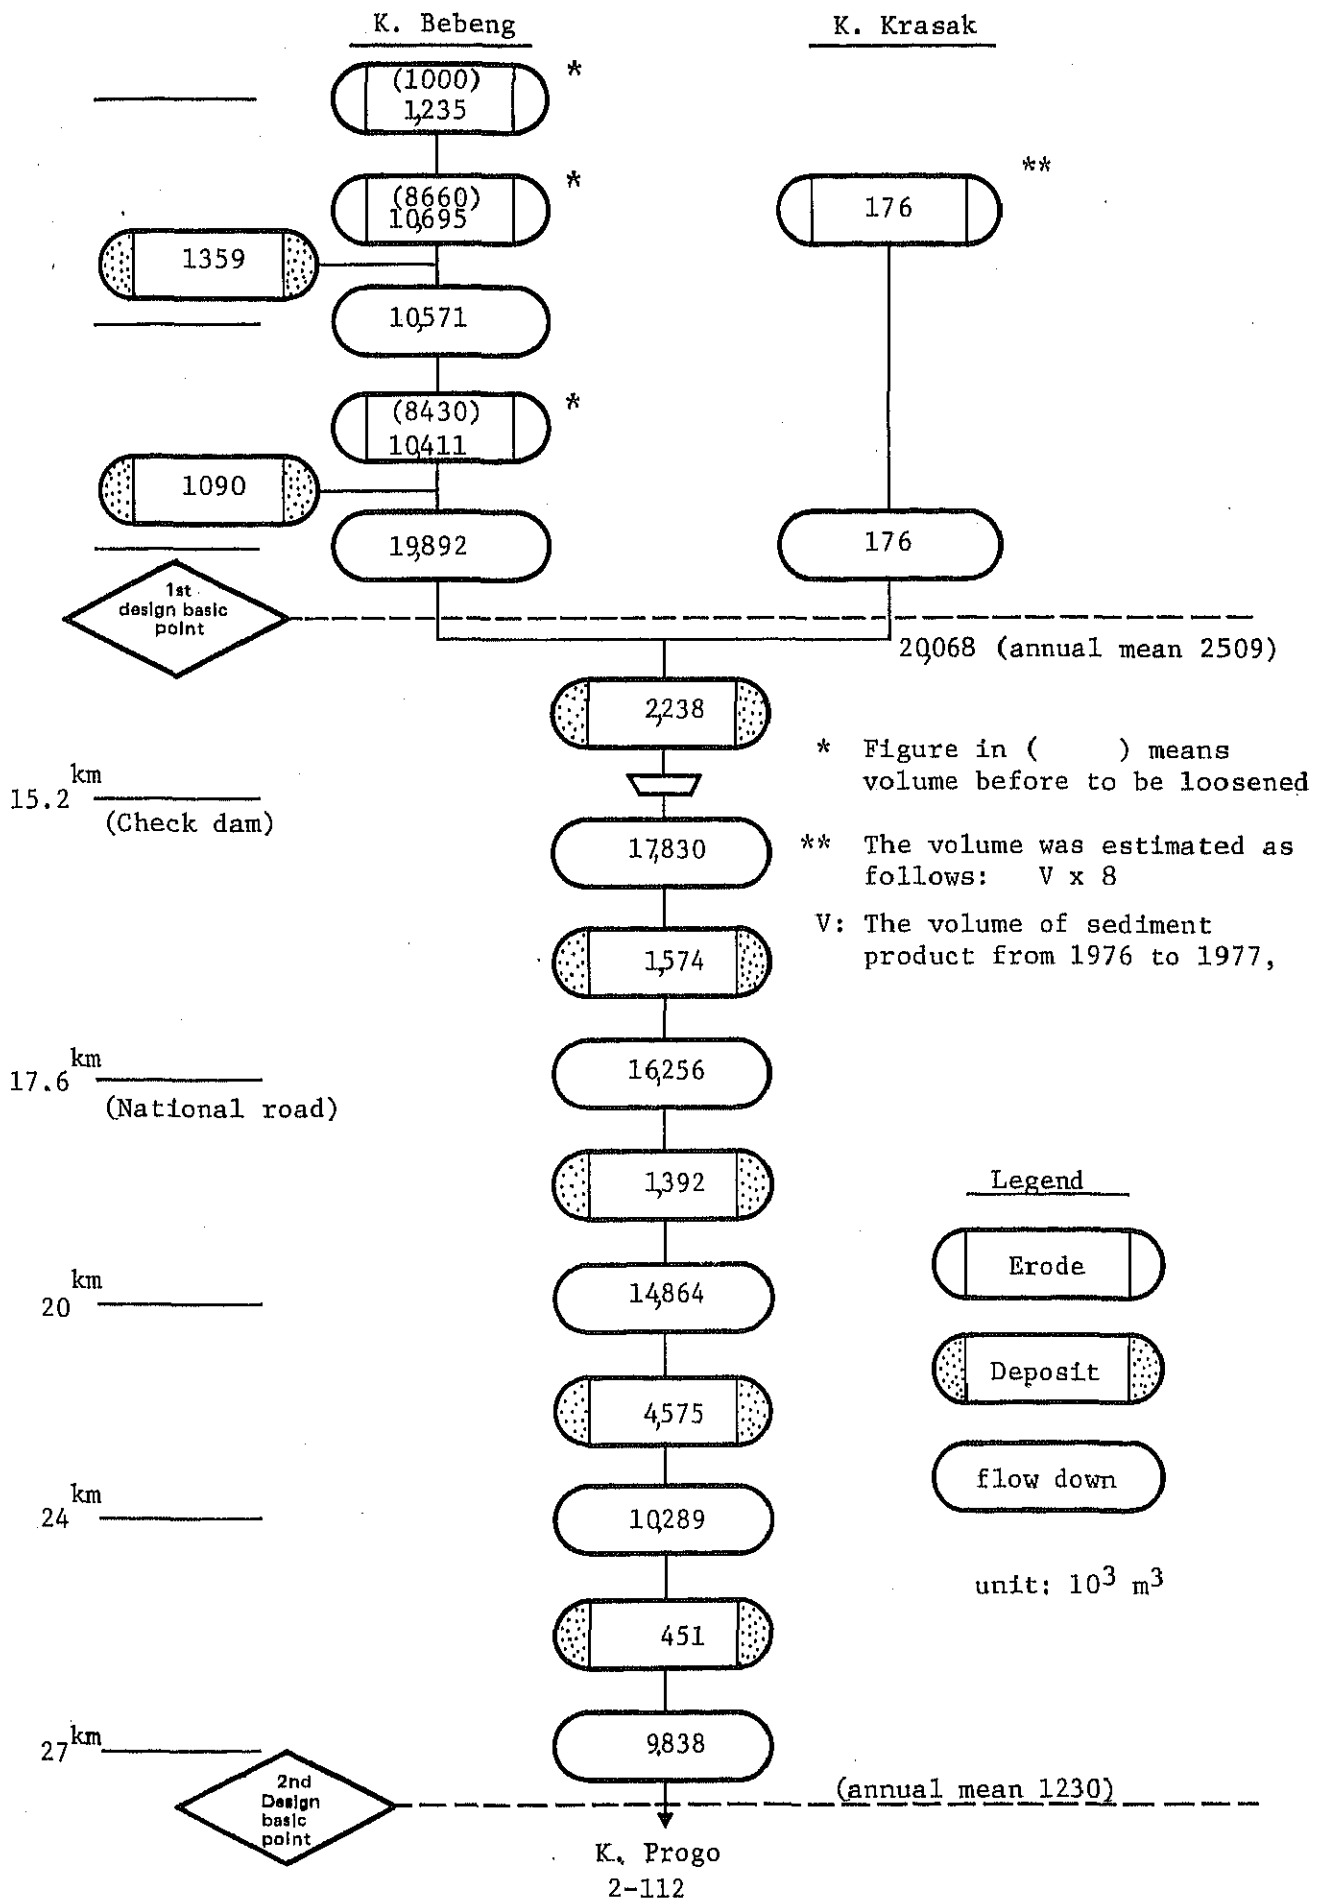 K. Bebeng
K. Krasak
(1000)
1,235
*
(8660)
10,695
*
176
**
1359
10,571
(8430)
10,411
*
1090
19,892
176
1st
design basic
point
20,068 (annual mean 2509)
2,238
* Figure in ( ) means
volume before to be loosened
15.2 km
(Check dam)
17,830
** The volume was estimated as
follows: V x 8
V: The volume of sediment
product from 1976 to 1977,
1,574
17.6 km
(National road)
16,256
1,392
Legend
Erode
20 km
14,864
Deposit
4,575
flow down
24 km
10,289
unit: 10³ m³
451
27 km
9,838
2nd
Design
basic
point
(annual mean 1230)
K. Progo
2-112